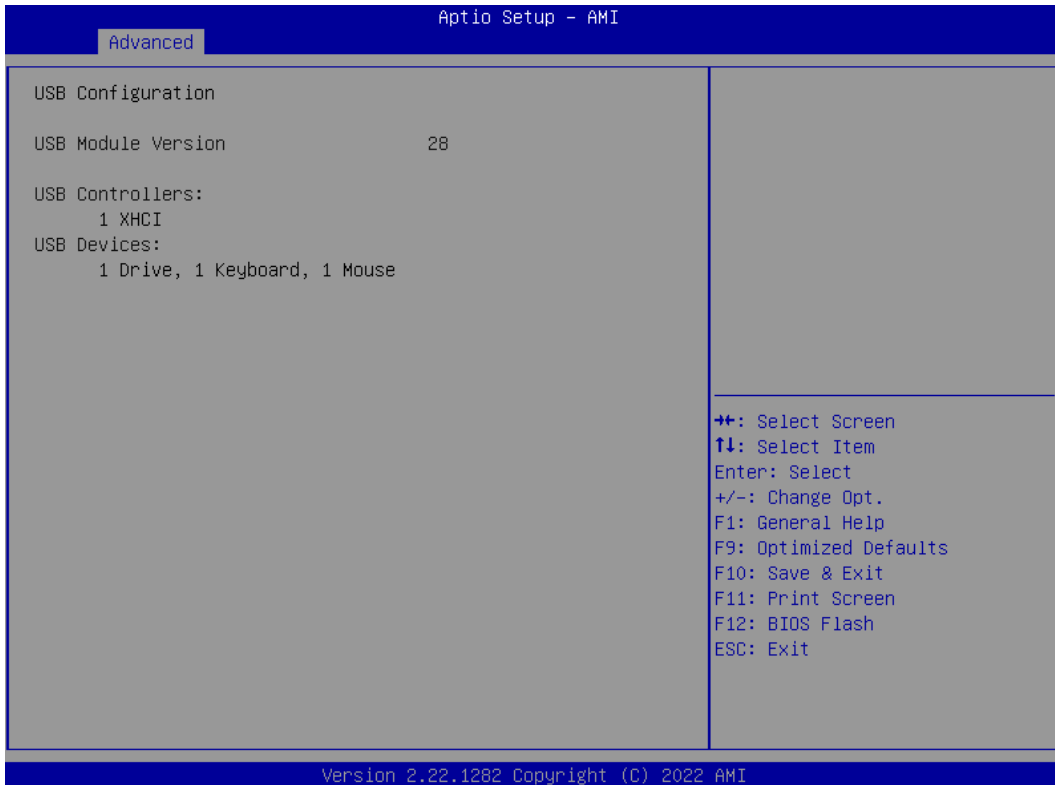 Aptio Setup – AMI
Advanced
USB Configuration
USB Module Version 28
USB Controllers:
1 XHCI
USB Devices:
1 Drive, 1 Keyboard, 1 Mouse
→←: Select Screen
↑↓: Select Item
Enter: Select
+/-: Change Opt.
F1: General Help
F9: Optimized Defaults
F10: Save & Exit
F11: Print Screen
F12: BIOS Flash
ESC: Exit
Version 2.22.1282 Copyright (C) 2022 AMI